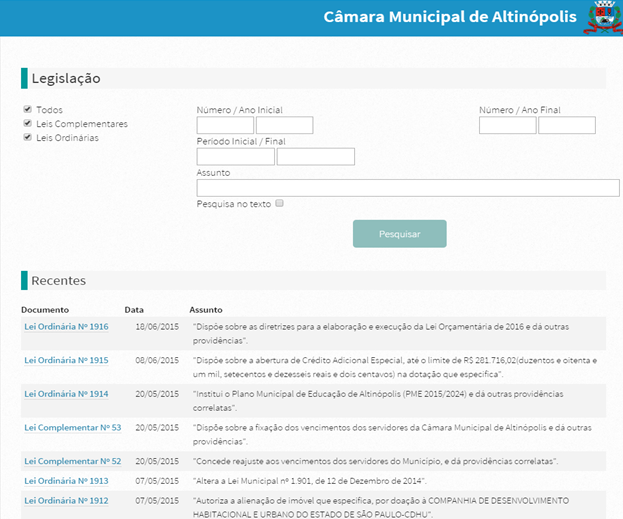 Câmara Municipal de Altinópolis
Legislação
Todos
Leis Complementares
Leis Ordinárias
Número / Ano Inicial
Número / Ano Final
Periodo Inicial / Final
Assunto
Pesquisa no texto
Pesquisar
Recentes
Documento Data Assunto
Lei Ordinária Nº 1916 18/06/2015 "Dispõe sobre as diretrizes para a elaboração e execução da Lei Orçamentária de 2016 e dá outras
providências".
Lei Ordinária Nº 1915 08/06/2015 "Dispõe sobre a abertura de Crédito Adicional Especial, até o limite de R$ 281.716,02(duzentos e oitenta e
um mil, setecentos e dezesseis reais e dois centavos) na dotação que especifica".
Lei Ordinária Nº 1914 20/05/2015 "Institui o Plano Municipal de Educação de Altinópolis (PME 2015/2024) e dá outras providências
correlatas".
Lei Complementar Nº 53 20/05/2015 "Dispõe sobre a fixação dos vencimentos dos servidores da Câmara Municipal de Altinópolis e dá outras
providências".
Lei Complementar Nº 52 20/05/2015 "Concede reajuste aos vencimentos dos servidores do Município, e dá providências correlatas".
Lei Ordinária Nº 1913 07/05/2015 "Altera a Lei Municipal nº 1.901, de 12 de Dezembro de 2014".
Lei Ordinária Nº 1912 07/05/2015 "Autoriza a alienação de imóvel que especifica, por doação à COMPANHIA DE DESENVOLVIMENTO
HABITACIONAL E URBANO DO ESTADO DE SÃO PAULO-CDHU".